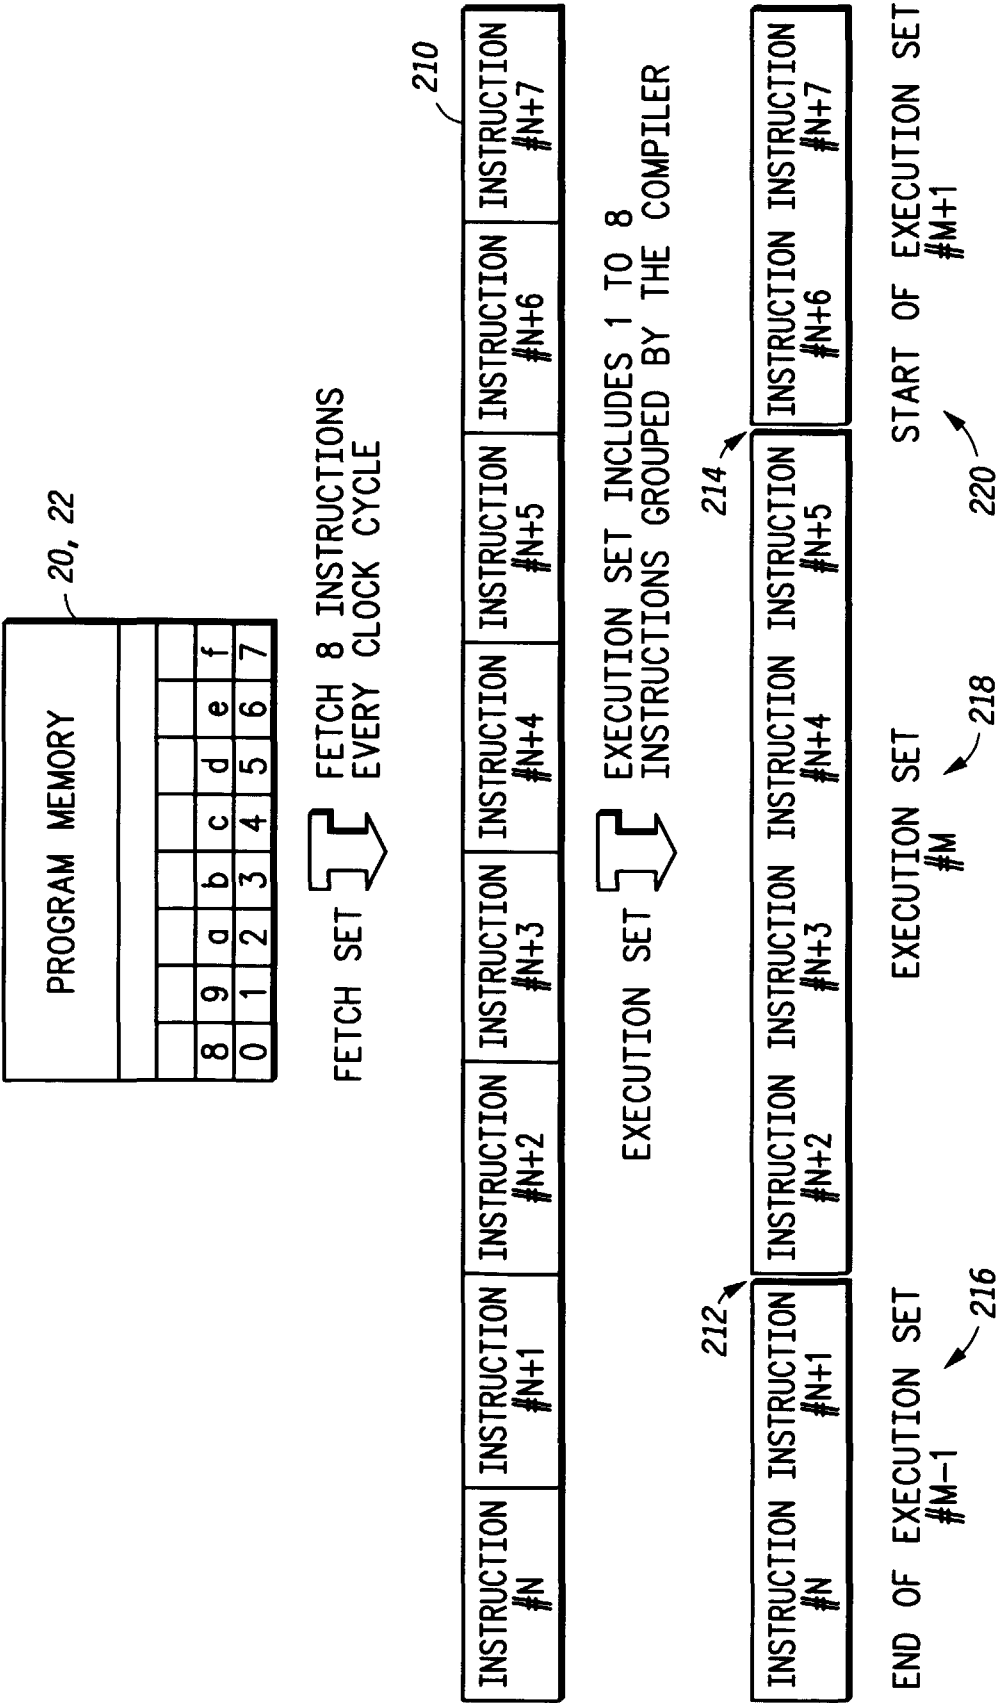 PROGRAM MEMORY
20, 22
8 9 a b c d e f
0 1 2 3 4 5 6 7
FETCH SET
FETCH 8 INSTRUCTIONS
EVERY CLOCK CYCLE
210
INSTRUCTION #N
INSTRUCTION #N+1
INSTRUCTION #N+2
INSTRUCTION #N+3
INSTRUCTION #N+4
INSTRUCTION #N+5
INSTRUCTION #N+6
INSTRUCTION #N+7
EXECUTION SET
EXECUTION SET INCLUDES 1 TO 8
INSTRUCTIONS GROUPED BY THE COMPILER
212
214
INSTRUCTION #N
INSTRUCTION #N+1
INSTRUCTION #N+2
INSTRUCTION #N+3
INSTRUCTION #N+4
INSTRUCTION #N+5
INSTRUCTION #N+6
INSTRUCTION #N+7
END OF EXECUTION SET
#M-1
216
EXECUTION SET
#M
218
START OF EXECUTION SET
#M+1
220